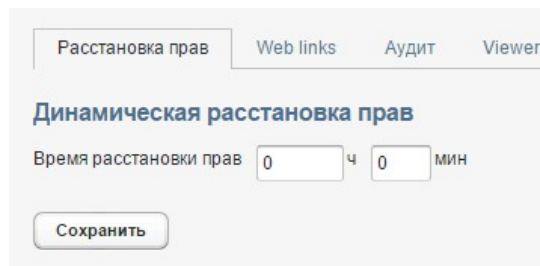 Расстановка прав Web links Аудит Viewer
Динамическая расстановка прав
Время расстановки прав 0 ч 0 мин
Сохранить